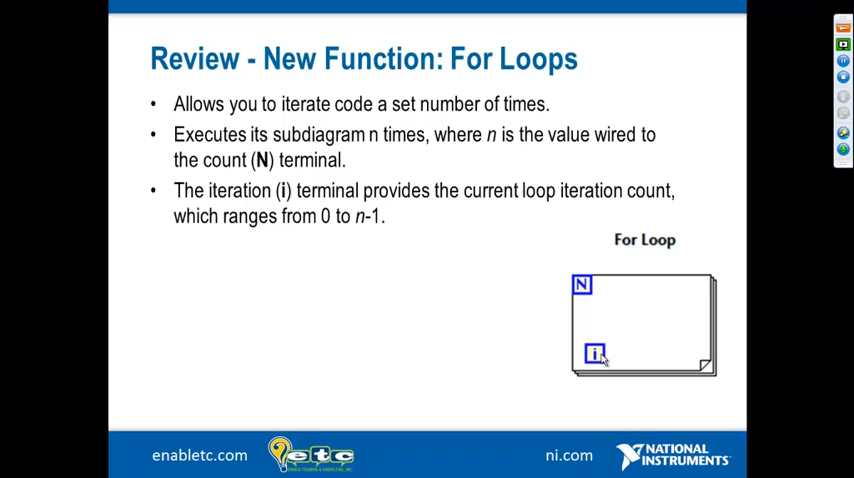 Review - New Function: For Loops
• Allows you to iterate code a set number of times.
• Executes its subdiagram n times, where n is the value wired to
the count (N) terminal.
• The iteration (i) terminal provides the current loop iteration count,
which ranges from 0 to n-1.
For Loop
N
i
enabletc.com
etc
ni.com
NATIONAL
INSTRUMENTS